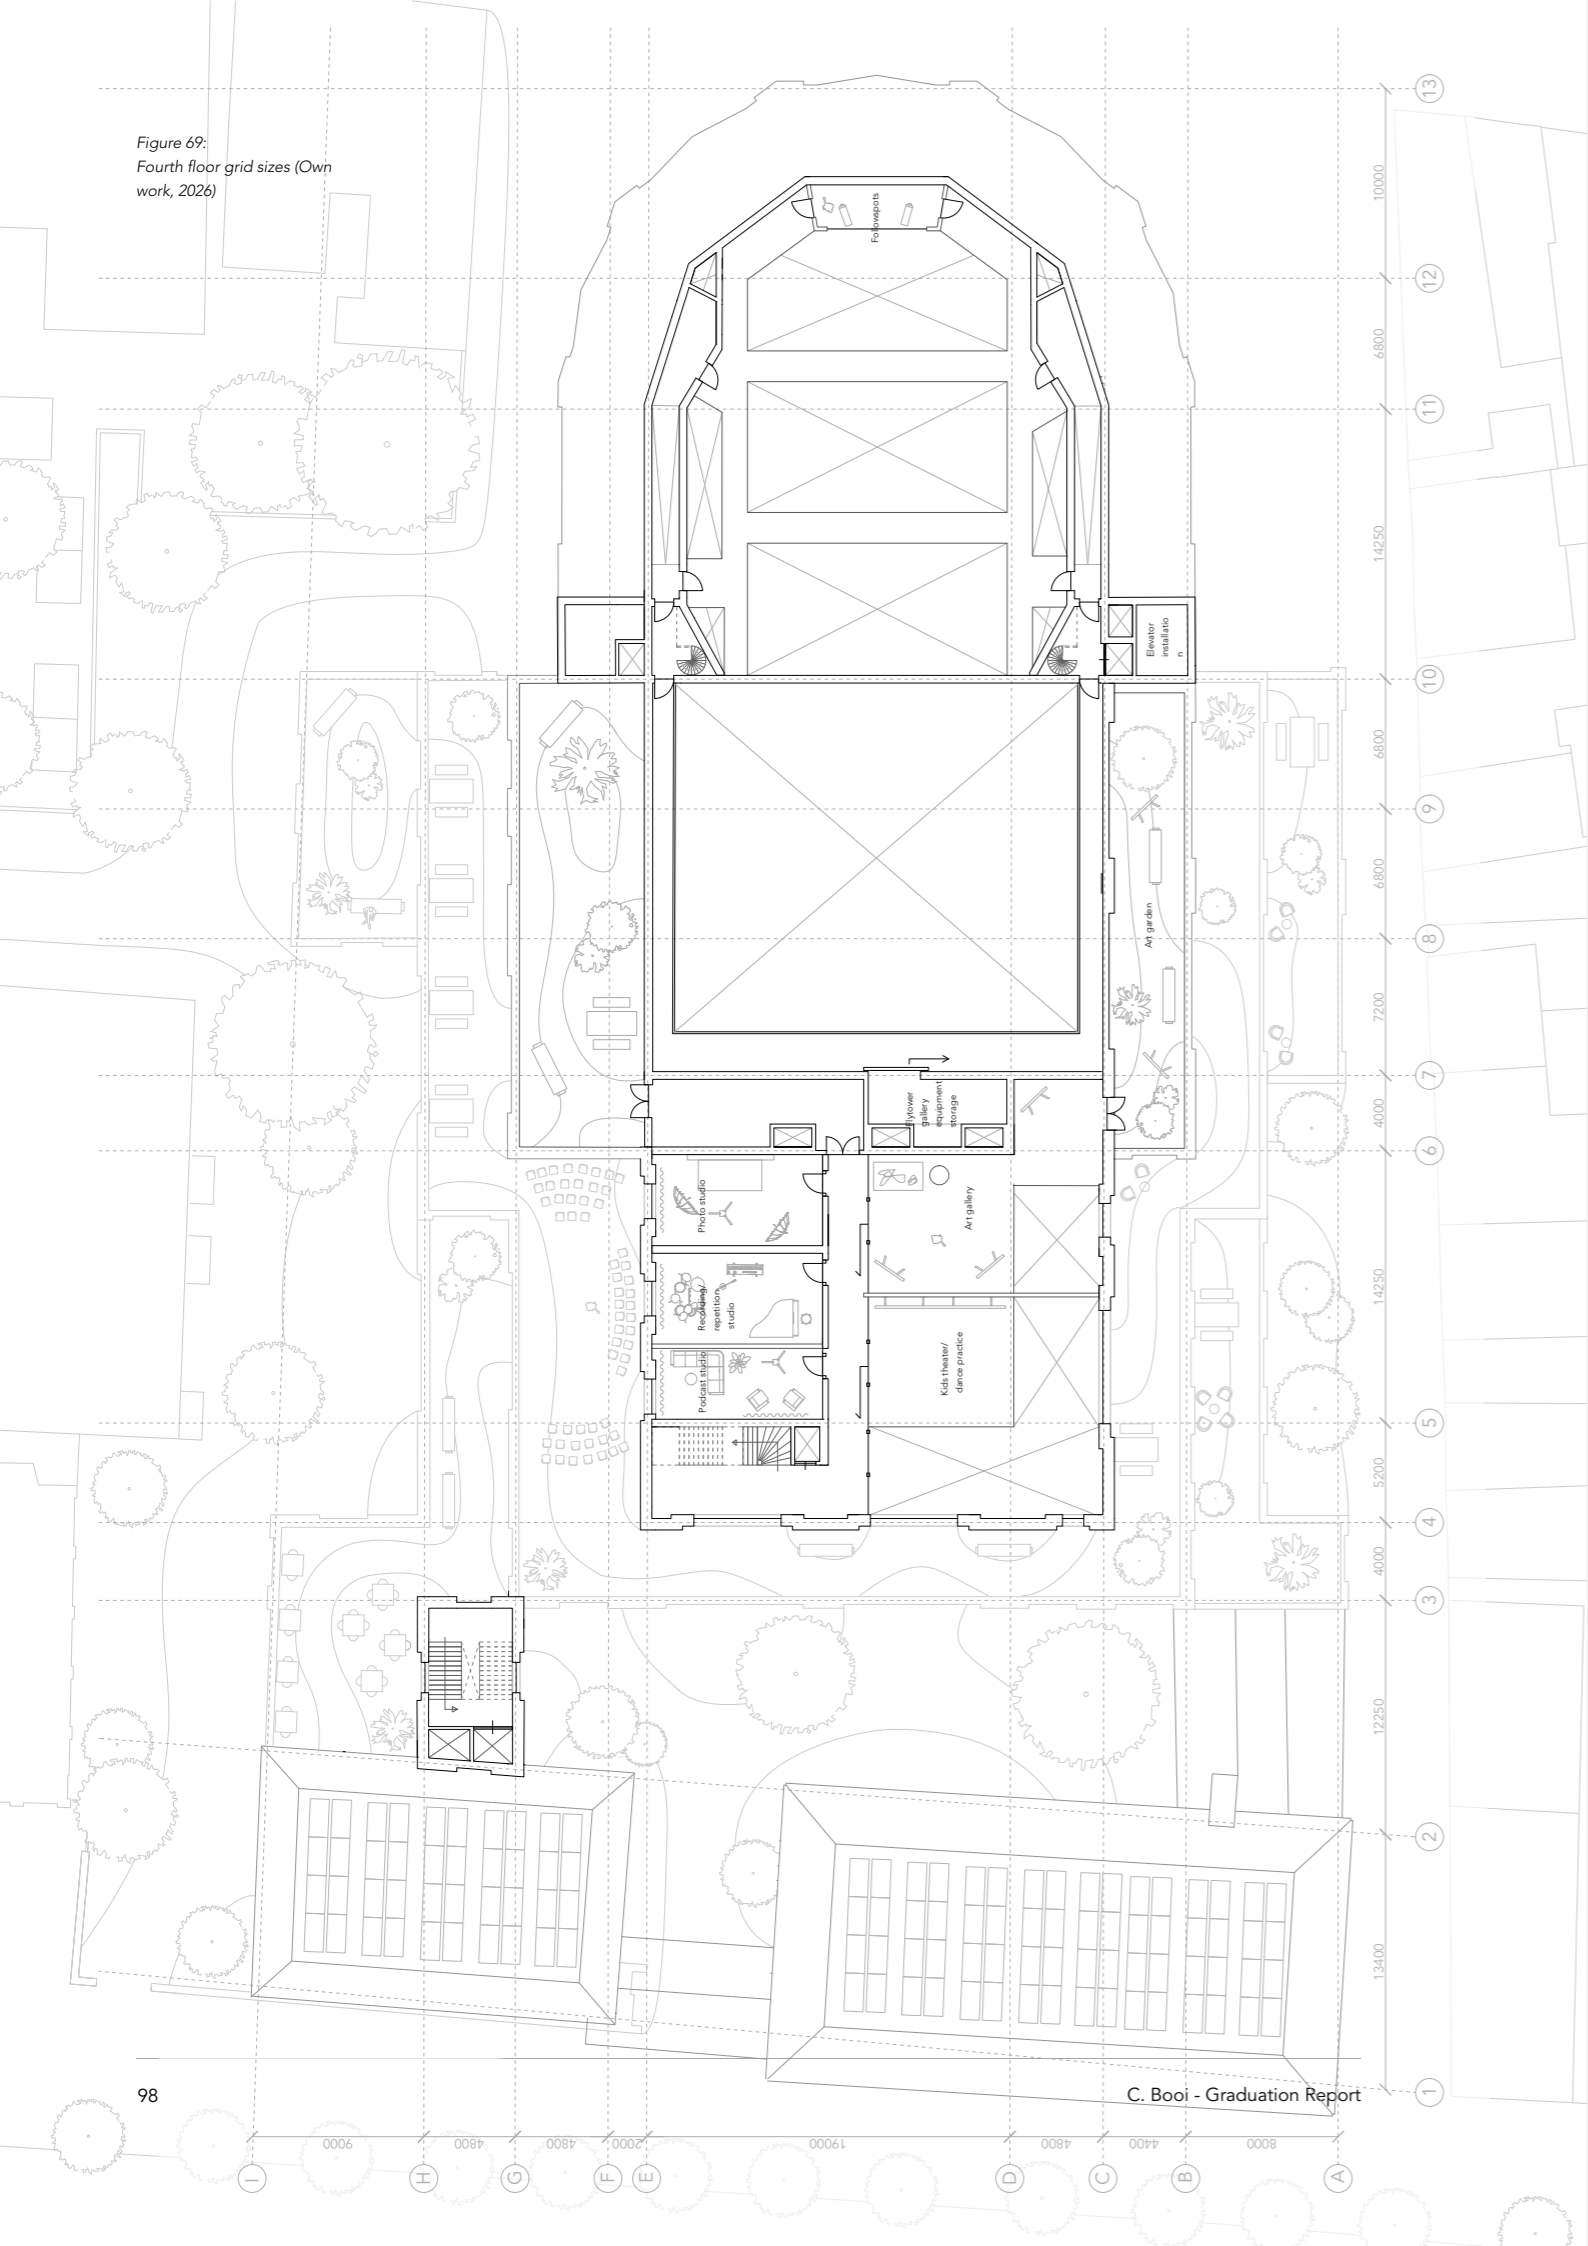 Figure 69:
Fourth floor grid sizes (Own
work, 2026)
13
10000
Followspots
12
6800
11
14250
Elevator
installatio
n
10
6800
9
6800
Art garden
8
7200
7
Flytower
gallery
equipment
storage
4000
6
Photo studio
Art gallery
14250
Recording/
repetition
studio
Kids theater/
dance practice
Podcast studio
5
5200
4
4000
3
12250
2
13400
98
C. Booi - Graduation Report
1
9000
4800
4800
2000
19000
4800
4400
8000
I
H
G
F
E
D
C
B
A